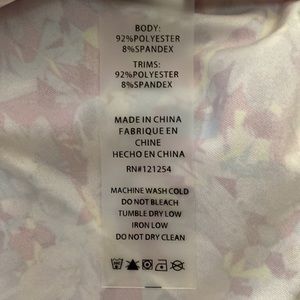 BODY:
92%POLYESTER
8%SPANDEX
TRIMS:
92%POLYESTER
8%SPANDEX
MADE IN CHINA
FABRIQUE EN
CHINE
HECHO EN CHINA
RN#121254
MACHINE WASH COLD
DO NOT BLEACH
TUMBLE DRY LOW
IRON LOW
DO NOT DRY CLEAN